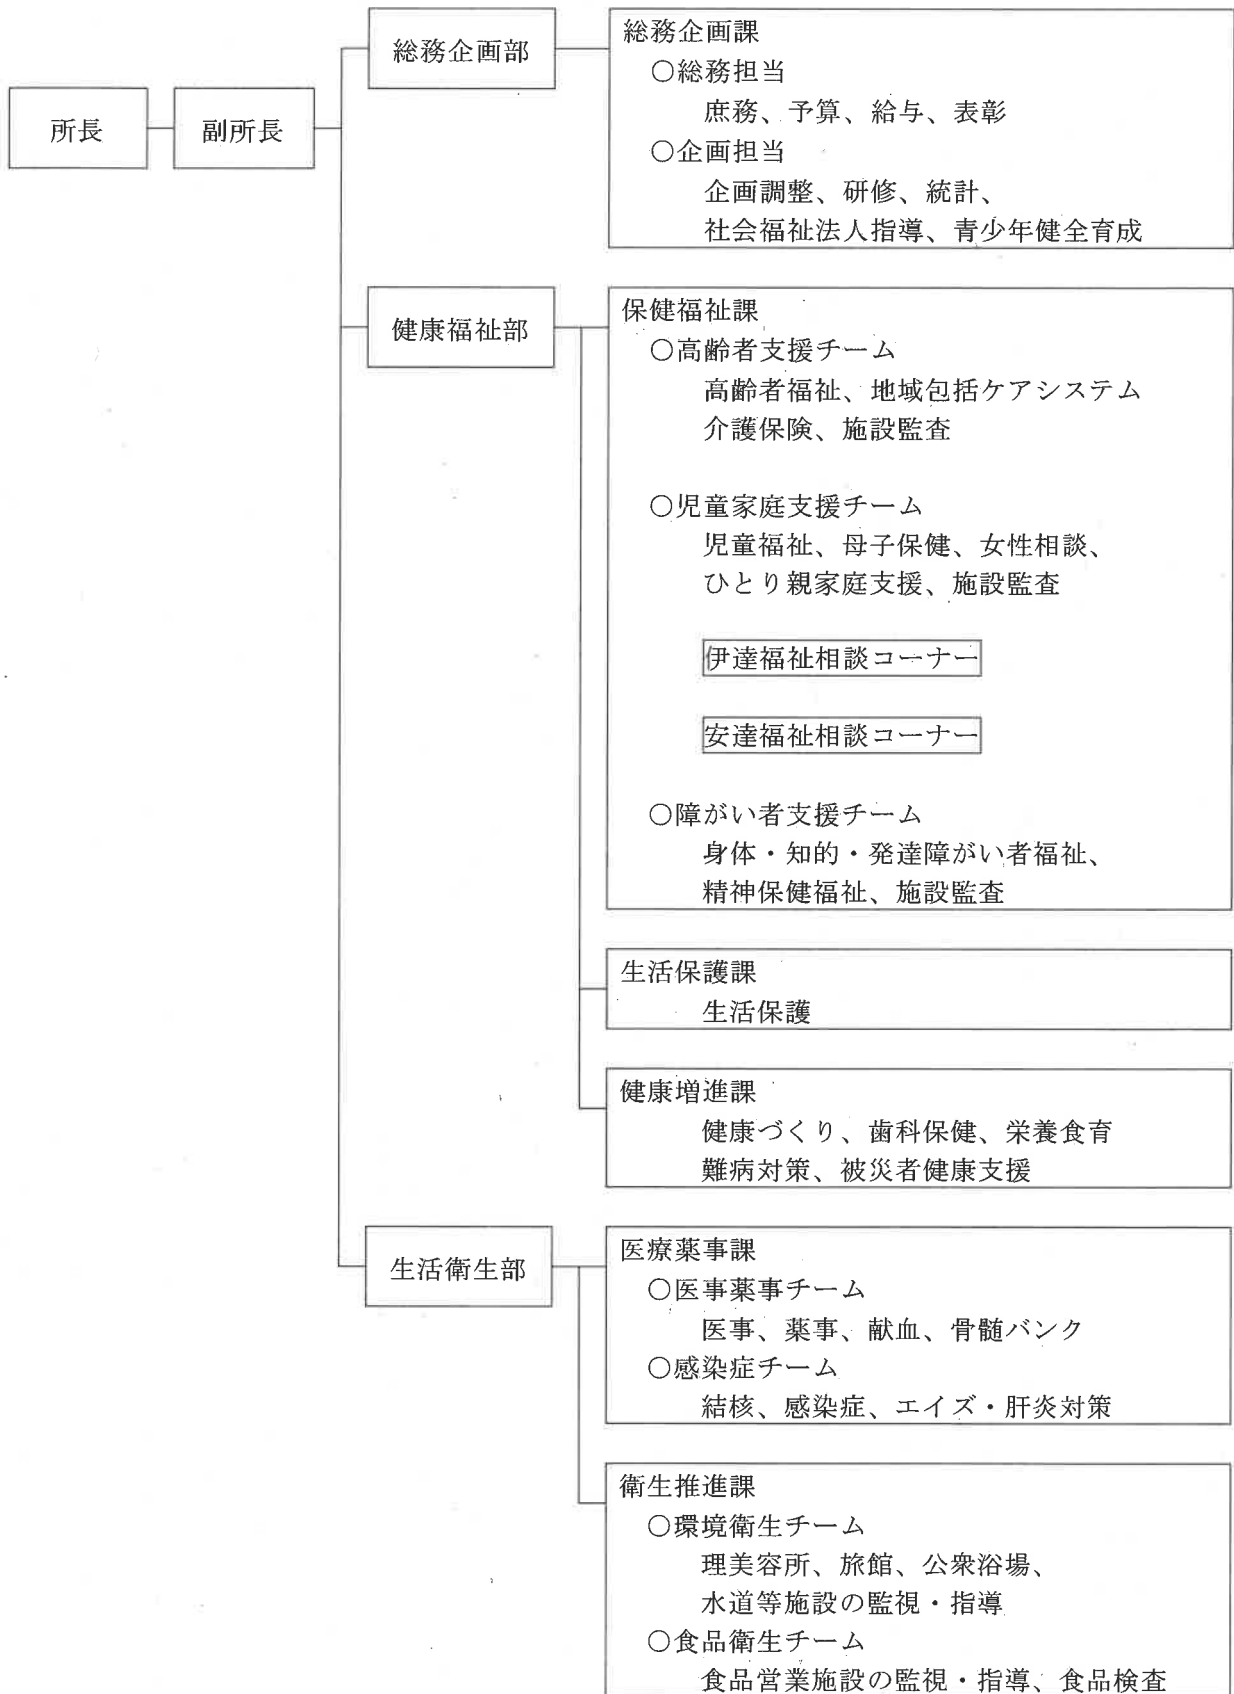 所長
副所長
総務企画部
総務企画課
○総務担当
庶務、予算、給与、表彰
○企画担当
企画調整、研修、統計、
社会福祉法人指導、青少年健全育成
健康福祉部
保健福祉課
○高齢者支援チーム
高齢者福祉、地域包括ケアシステム
介護保険、施設監査
○児童家庭支援チーム
児童福祉、母子保健、女性相談、
ひとり親家庭支援、施設監査
伊達福祉相談コーナー
安達福祉相談コーナー
○障がい者支援チーム
身体・知的・発達障がい者福祉、
精神保健福祉、施設監査
生活保護課
生活保護
健康増進課
健康づくり、歯科保健、栄養食育
難病対策、被災者健康支援
生活衛生部
医療薬事課
○医事薬事チーム
医事、薬事、献血、骨髄バンク
○感染症チーム
結核、感染症、エイズ・肝炎対策
衛生推進課
○環境衛生チーム
理美容所、旅館、公衆浴場、
水道等施設の監視・指導
○食品衛生チーム
食品営業施設の監視・指導、食品検査